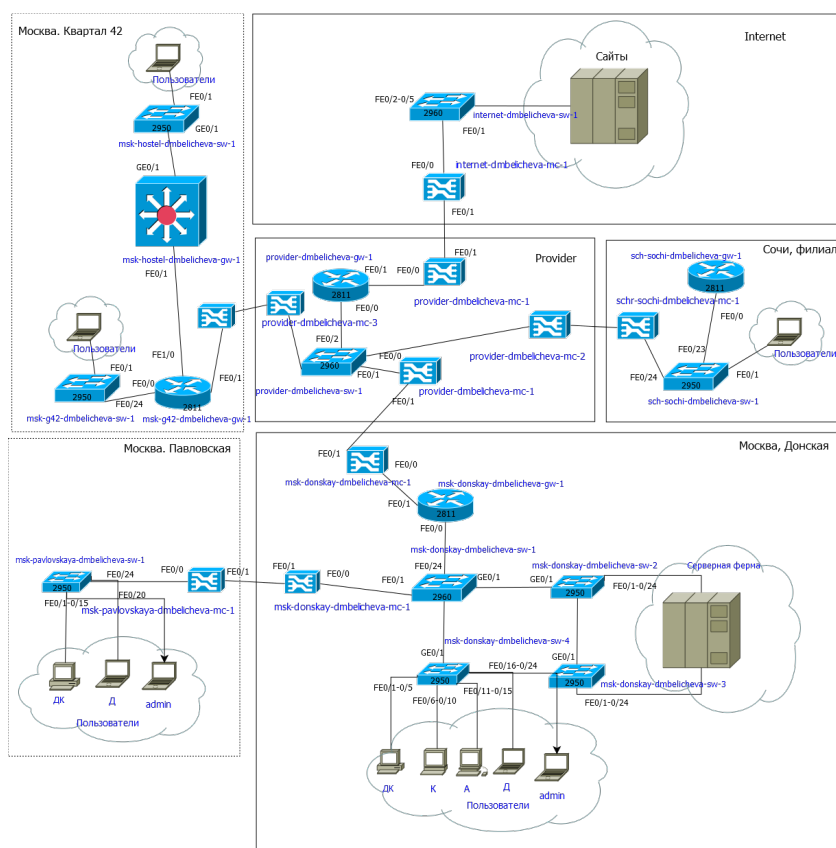 Москва. Квартал 42
Пользователи
FE0/1
2950
GE0/1
msk-hostel-dmbelicheva-sw-1
GE0/1
msk-hostel-dmbelicheva-gw-1
FE0/1
Пользователи
FE0/1
FE1/0
FE0/0
FE0/1
2950
FE0/24
2811
msk-g42-dmbelicheva-sw-1
msk-g42-dmbelicheva-gw-1
Internet
Сайты
FE0/2-0/5
2960
internet-dmbelicheva-sw-1
FE0/1
FE0/0
internet-dmbelicheva-mc-1
FE0/1
Provider
provider-dmbelicheva-gw-1
FE0/1
FE0/1
FE0/0
2811
provider-dmbelicheva-mc-1
FE0/0
provider-dmbelicheva-mc-3
FE0/2
FE0/0
provider-dmbelicheva-mc-2
2960
FE0/1
provider-dmbelicheva-sw-1
provider-dmbelicheva-mc-1
FE0/1
Сочи, филиал
sch-sochi-dmbelicheva-gw-1
2811
schr-sochi-dmbelicheva-mc-1
FE0/0
FE0/23
Пользователи
FE0/24
2950
FE0/1
sch-sochi-dmbelicheva-sw-1
Москва. Павловская
msk-pavlovskaya-dmbelicheva-sw-1
FE0/24
FE0/0
FE0/1
2950
FE0/20
FE0/1-0/15
msk-pavlovskaya-dmbelicheva-mc-1
ДК
Д
admin
Пользователи
Москва, Донская
FE0/1
FE0/0
msk-donskay-dmbelicheva-mc-1
msk-donskay-dmbelicheva-gw-1
FE0/1
2811
FE0/0
msk-donskay-dmbelicheva-sw-1
FE0/24
FE0/1
FE0/0
FE0/1
GE0/1
2960
msk-donskay-dmbelicheva-mc-1
msk-donskay-dmbelicheva-sw-2
GE0/1
FE0/1-0/24
2950
Серверная ферма
msk-donskay-dmbelicheva-sw-4
GE0/1
GE0/1
FE0/16-0/24
2950
2950
msk-donskay-dmbelicheva-sw-3
FE0/1-0/5
FE0/11-0/15
FE0/6-0/10
FE0/1-0/24
ДК
К
А
Д
admin
Пользователи